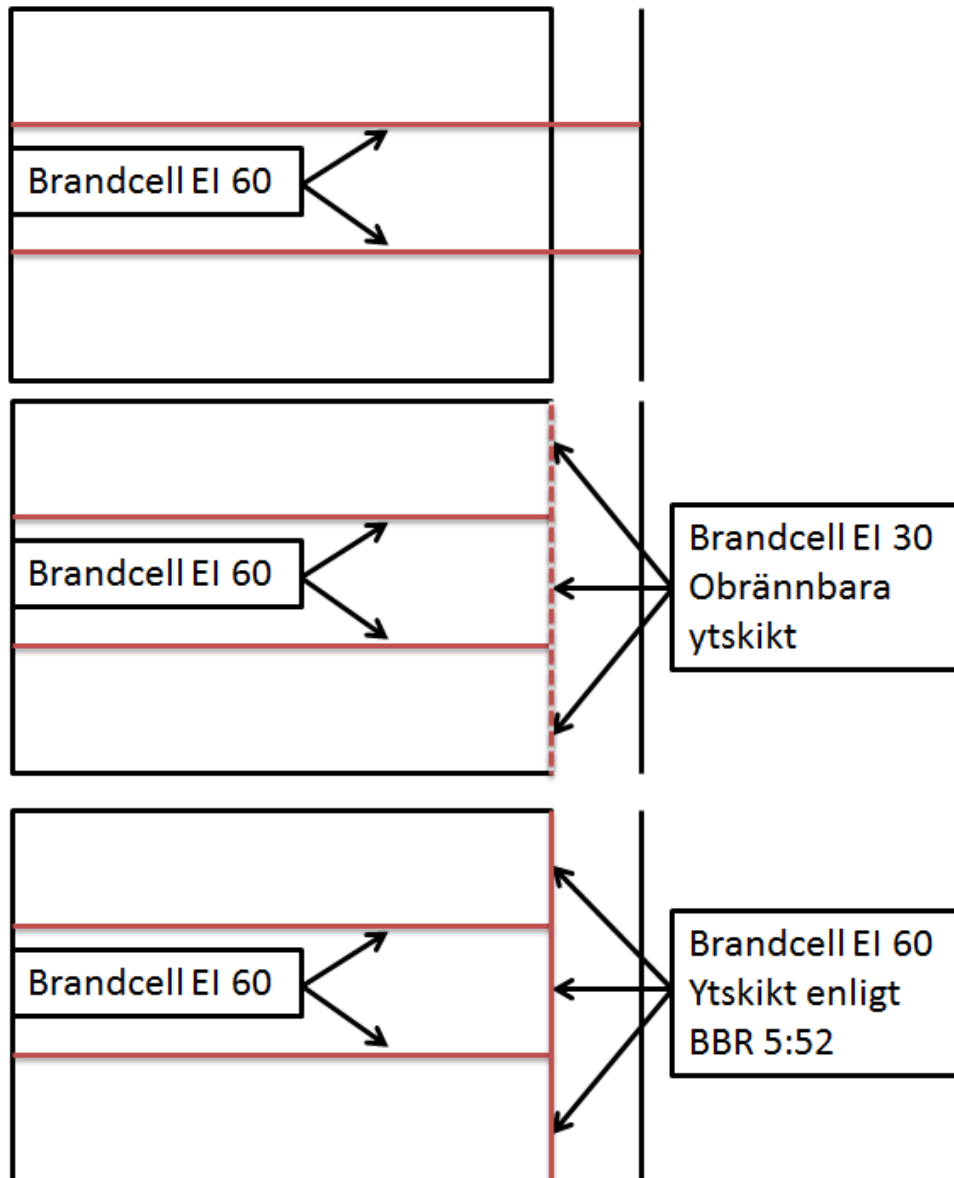 Brandcell EI 60
Brandcell EI 60
Brandcell EI 30
Obrännbara
ytskikt
Brandcell EI 60
Brandcell EI 60
Ytskikt enligt
BBR 5:52